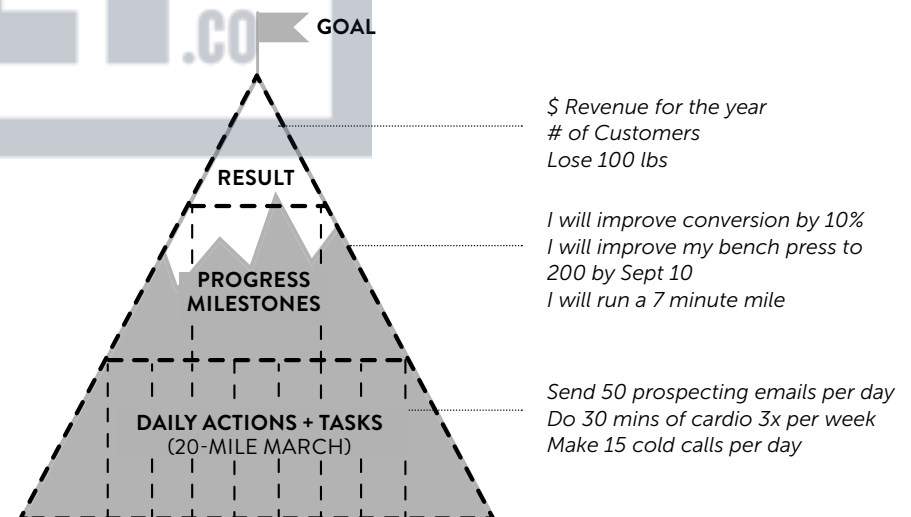 .CO
GOAL
$ Revenue for the year
# of Customers
Lose 100 lbs
RESULT
I will improve conversion by 10%
I will improve my bench press to
200 by Sept 10
I will run a 7 minute mile
PROGRESS
MILESTONES
Send 50 prospecting emails per day
Do 30 mins of cardio 3x per week
Make 15 cold calls per day
DAILY ACTIONS + TASKS
(20-MILE MARCH)